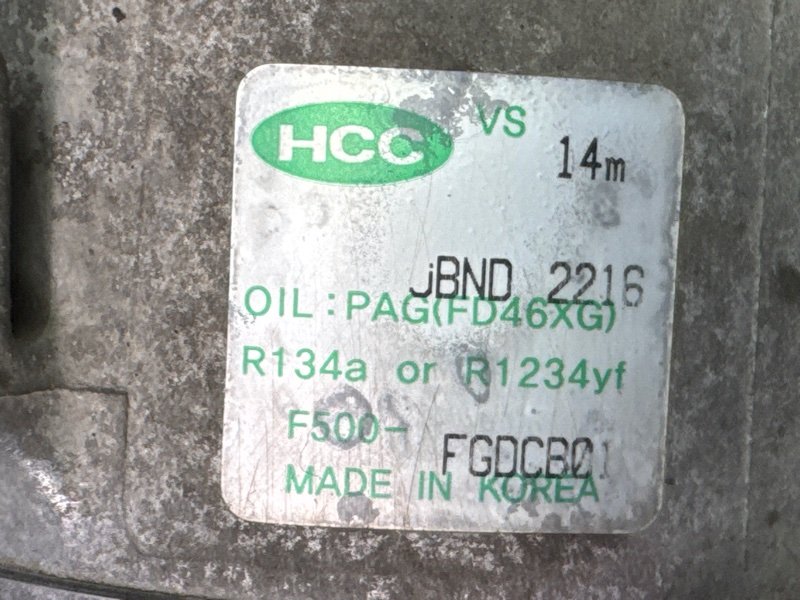 HCC VS 14m
jBND 2216
OIL : PAG(FD46XG)
R134a or R1234yf
F500- FGDCB01
MADE IN KOREA